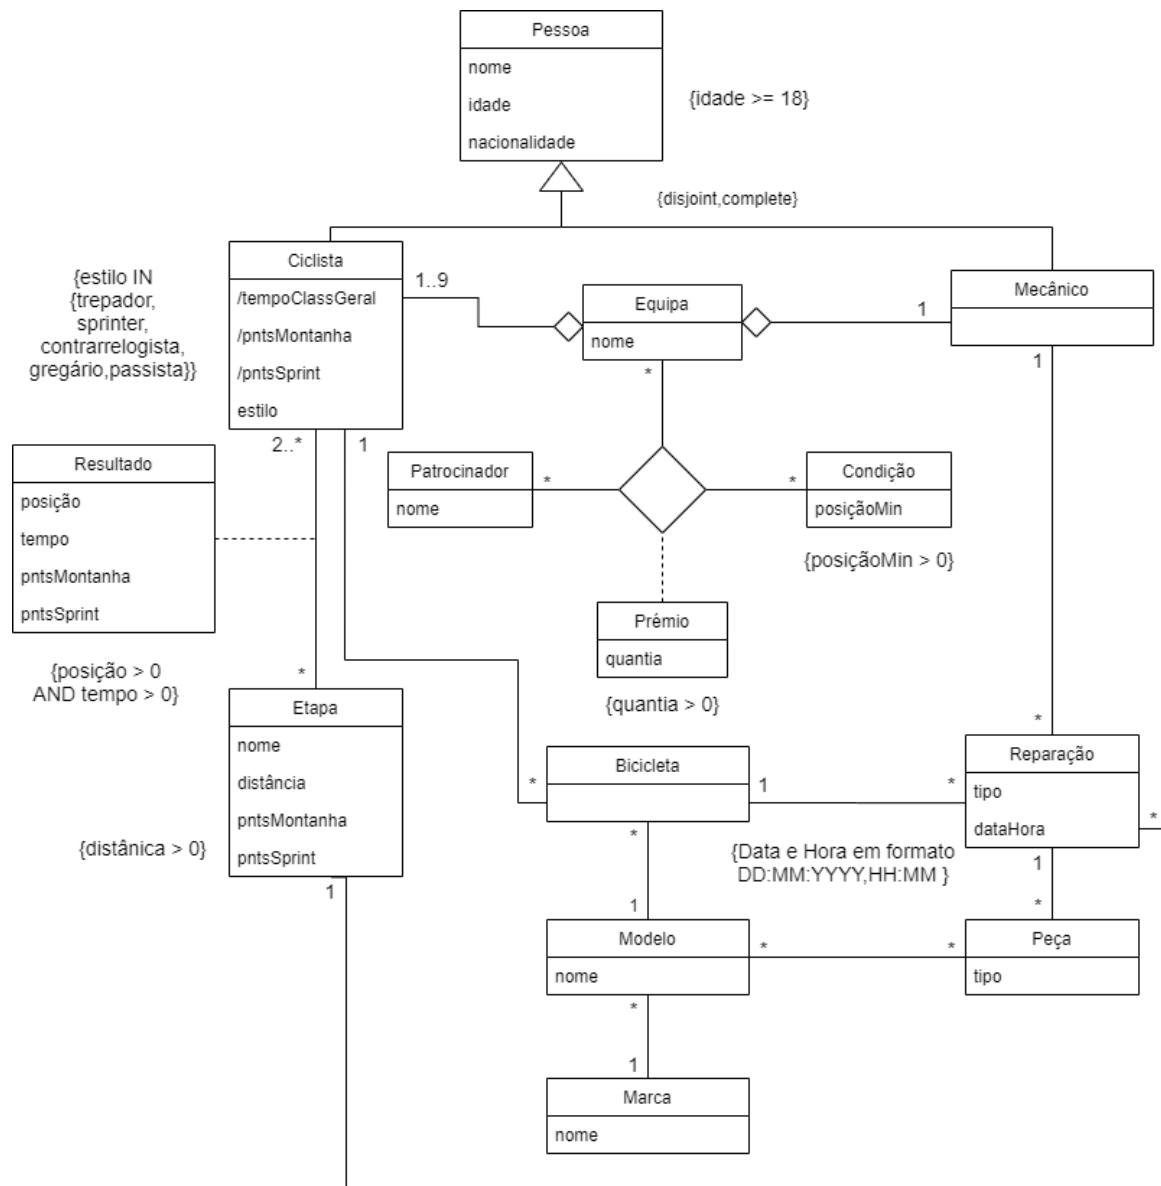 Pessoa
nome
idade
nacionalidade
{idade >= 18}
{disjoint,complete}
Ciclista
/tempoClassGeral
/pntsMontanha
/pntsSprint
estilo
{estilo IN
{trepador,
sprinter,
contrarrelogista,
gregário,passista}}
1..9
Equipa
nome
1
Mecânico
*
1
2..*
1
Resultado
posição
tempo
pntsMontanha
pntsSprint
Patrocinador
nome
*
*
Condição
posiçãoMin
{posiçãoMin > 0}
Prémio
quantia
{quantia > 0}
{posição > 0
AND tempo > 0}
*
Etapa
nome
distância
pntsMontanha
pntsSprint
{distânica > 0}
1
*
Bicicleta
1
*
*
Reparação
tipo
dataHora
*
*
{Data e Hora em formato
DD:MM:YYYY,HH:MM }
1
1
*
Modelo
nome
*
*
Peça
tipo
*
1
Marca
nome